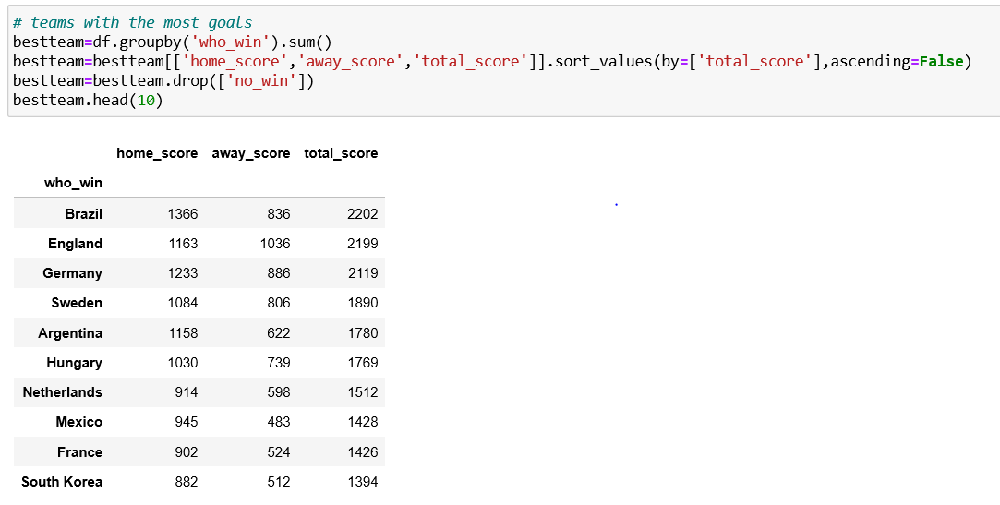 # teams with the most goals
bestteam=df.groupby('who_win').sum()
bestteam=bestteam[['home_score','away_score','total_score']].sort_values(by=['total_score'],ascending=False)
bestteam=bestteam.drop(['no_win'])
bestteam.head(10)
home_score away_score total_score
who_win
Brazil 1366 836 2202
England 1163 1036 2199
Germany 1233 886 2119
Sweden 1084 806 1890
Argentina 1158 622 1780
Hungary 1030 739 1769
Netherlands 914 598 1512
Mexico 945 483 1428
France 902 524 1426
South Korea 882 512 1394